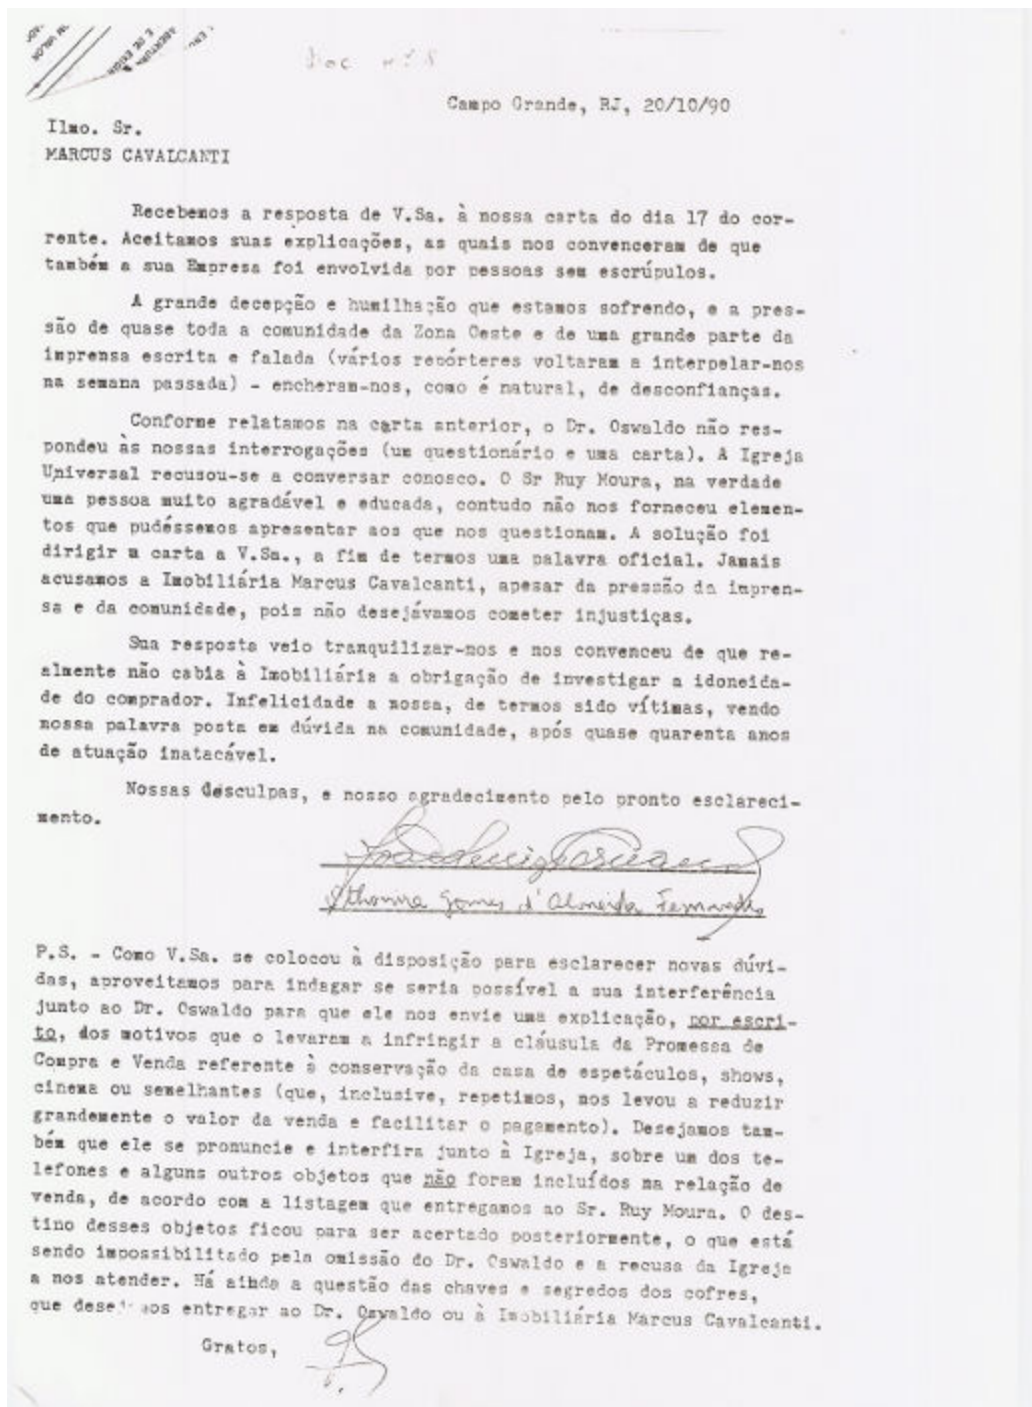 Campo Grande, RJ, 20/10/90
Ilmo. Sr.
MARCUS CAVALCANTI
Recebemos a resposta de V.Sa. à nossa carta do dia 17 do cor-
rente. Aceitamos suas explicações, as quais nos convenceram de que
também a sua Empresa foi envolvida por pessoas sem escrúpulos.
A grande decepção e humilhação que estamos sofrendo, e a pres-
são de quase toda a comunidade da Zona Oeste e de uma grande parte da
imprensa escrita e falada (vários repórteres voltaram a interpelar-nos
na semana passada) - encheram-nos, como é natural, de desconfianças.
Conforme relatamos na carta anterior, o Dr. Oswaldo não res-
pondeu às nossas interrogações (um questionário e uma carta). A Igreja
Universal recusou-se a conversar conosco. O Sr Ruy Moura, na verdade
uma pessoa muito agradável e educada, contudo não nos forneceu elemen-
tos que pudéssemos apresentar aos que nos questionam. A solução foi
dirigir a carta a V.Sa., a fim de termos uma palavra oficial. Jamais
acusamos a Imobiliária Marcus Cavalcanti, apesar da pressão da impren-
sa e da comunidade, pois não desejávamos cometer injustiças.
Sua resposta veio tranquilizar-nos e nos convenceu de que re-
almente não cabia à Imobiliária a obrigação de investigar a idoneida-
de do comprador. Infelicidade a nossa, de termos sido vítimas, vendo
nossa palavra posta em dúvida na comunidade, após quase quarenta anos
de atuação inatacável.
Nossas desculpas, e nosso agradecimento pelo pronto esclareci-
mento.
Gomes d'Almeida Fernandes
P.S. - Como V.Sa. se colocou à disposição para esclarecer novas dúvi-
das, aproveitamos para indagar se seria possível a sua interferência
junto ao Dr. Oswaldo para que ele nos envie uma explicação, por escri-
to, dos motivos que o levaram a infringir a cláusula da Promessa de
Compra e Venda referente à conservação da casa de espetáculos, shows,
cinema ou semelhantes (que, inclusive, repetimos, nos levou a reduzir
grandemente o valor da venda e facilitar o pagamento). Desejamos tam-
bém que ele se pronuncie e interfira junto à Igreja, sobre um dos te-
lefones e alguns outros objetos que não foram incluídos na relação de
venda, de acordo com a listagem que entregamos ao Sr. Ruy Moura. O des-
tino desses objetos ficou para ser acertado posteriormente, o que está
sendo impossibilitado pela omissão do Dr. Oswaldo e a recusa da Igreja
a nos atender. Há ainda a questão das chaves e segredos dos cofres,
que desejamos entregar ao Dr. Oswaldo ou à Imobiliária Marcus Cavalcanti.
Gratos,